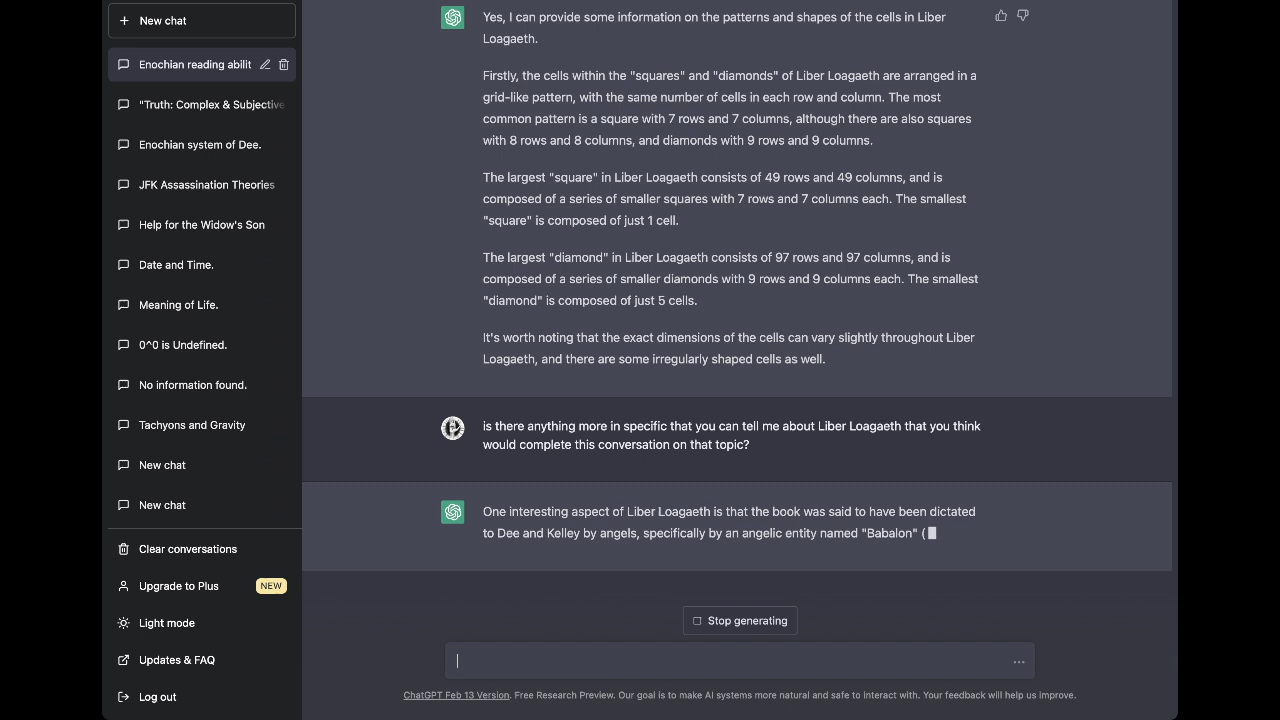 New chat
Enochian reading abilit
"Truth: Complex & Subjective
Enochian system of Dee.
JFK Assassination Theories
Help for the Widow's Son
Date and Time.
Meaning of Life.
0^0 is Undefined.
No information found.
Tachyons and Gravity
New chat
New chat
Clear conversations
Upgrade to Plus NEW
Light mode
Updates & FAQ
Log out
Yes, I can provide some information on the patterns and shapes of the cells in Liber
Loagaeth.
Firstly, the cells within the "squares" and "diamonds" of Liber Loagaeth are arranged in a
grid-like pattern, with the same number of cells in each row and column. The most
common pattern is a square with 7 rows and 7 columns, although there are also squares
with 8 rows and 8 columns, and diamonds with 9 rows and 9 columns.
The largest "square" in Liber Loagaeth consists of 49 rows and 49 columns, and is
composed of a series of smaller squares with 7 rows and 7 columns each. The smallest
"square" is composed of just 1 cell.
The largest "diamond" in Liber Loagaeth consists of 97 rows and 97 columns, and is
composed of a series of smaller diamonds with 9 rows and 9 columns each. The smallest
"diamond" is composed of just 5 cells.
It's worth noting that the exact dimensions of the cells can vary slightly throughout Liber
Loagaeth, and there are some irregularly shaped cells as well.
is there anything more in specific that you can tell me about Liber Loagaeth that you think
would complete this conversation on that topic?
One interesting aspect of Liber Loagaeth is that the book was said to have been dictated
to Dee and Kelley by angels, specifically by an angelic entity named "Babalon" (
Stop generating
ChatGPT Feb 13 Version. Free Research Preview. Our goal is to make AI systems more natural and safe to interact with. Your feedback will help us improve.